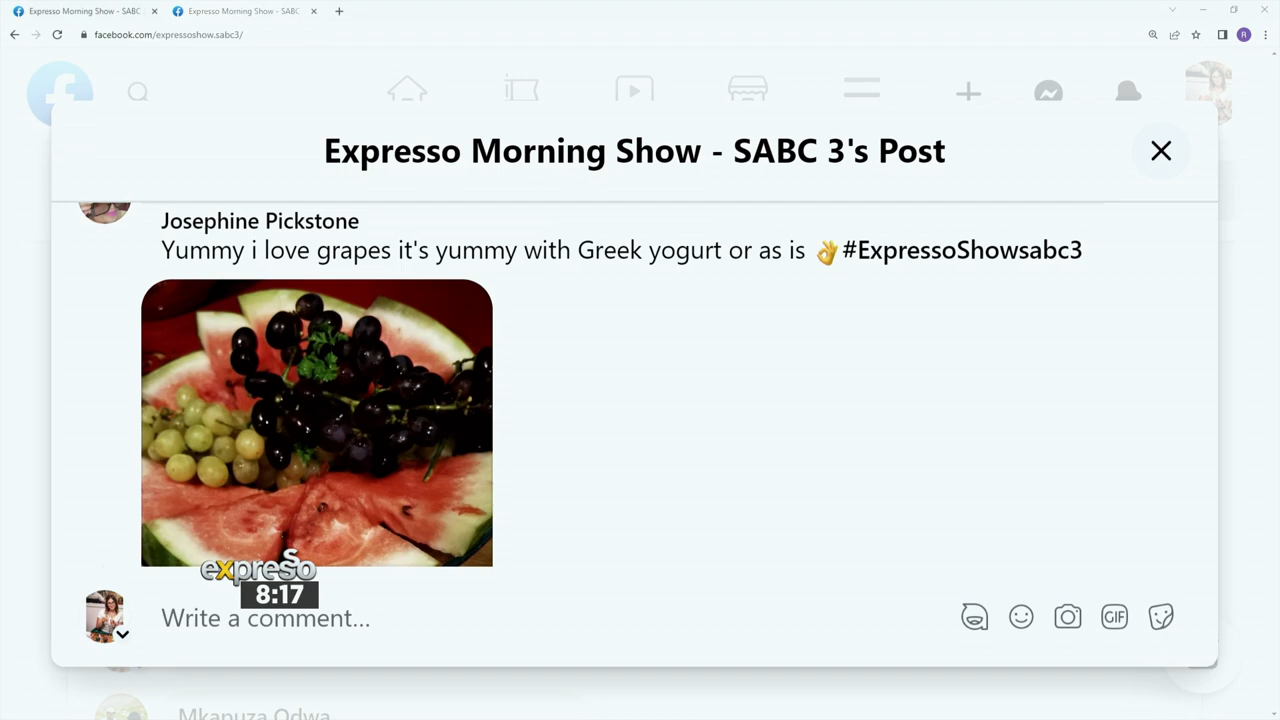 Expresso Morning Show - SABC
Expresso Morning Show - SABC
facebook.com/expressoshow.sabc3/
R
Expresso Morning Show - SABC 3's Post
Josephine Pickstone
Yummy i love grapes it's yummy with Greek yogurt or as is 👌#ExpressoShowsabc3
expresso
8:17
Write a comment...
GIF
Mkapuza Odwa